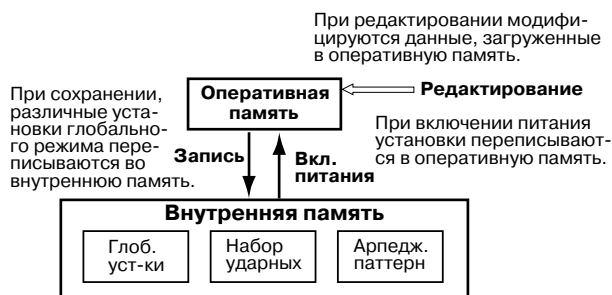 При редактировании модифи-
цируются данные, загруженные
в оперативную память.
Оперативная
память
Редактирование
При сохранении,
различные уста-
новки глобально-
го режима пере-
писываются во
внутреннюю память.
Запись
Вкл.
питания
При включении питания
установки переписывают-
ся в оперативную память.
Внутренняя память
Глоб.
уст-ки
Набор
ударных
Арпедж.
паттерн